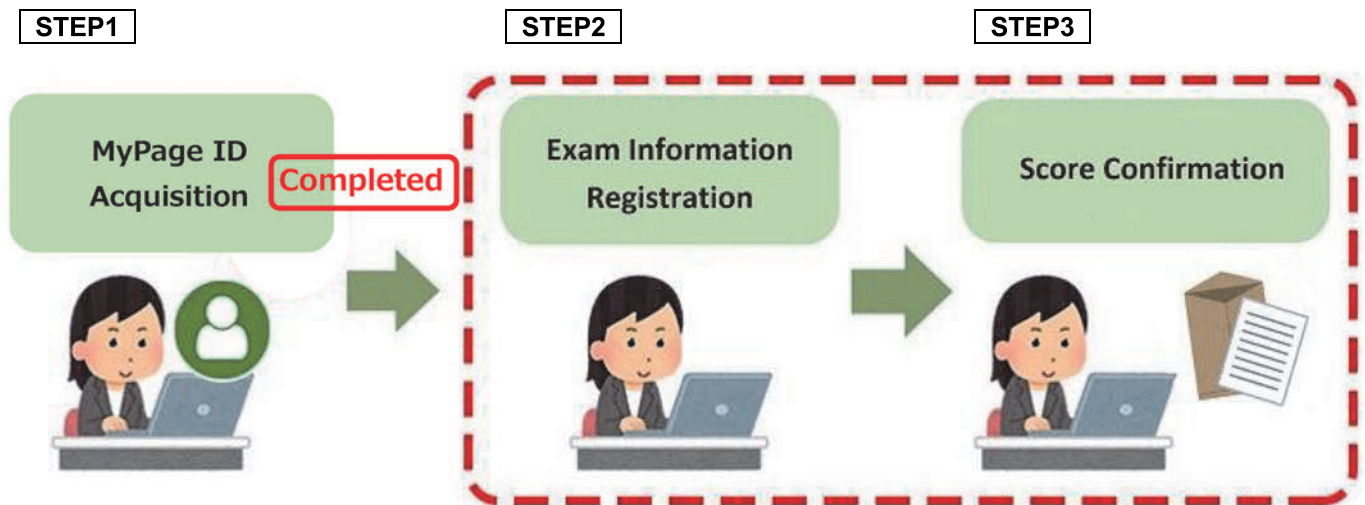 STEP1
STEP2
STEP3
MyPage ID
Acquisition
Completed
Exam Information
Registration
Score Confirmation